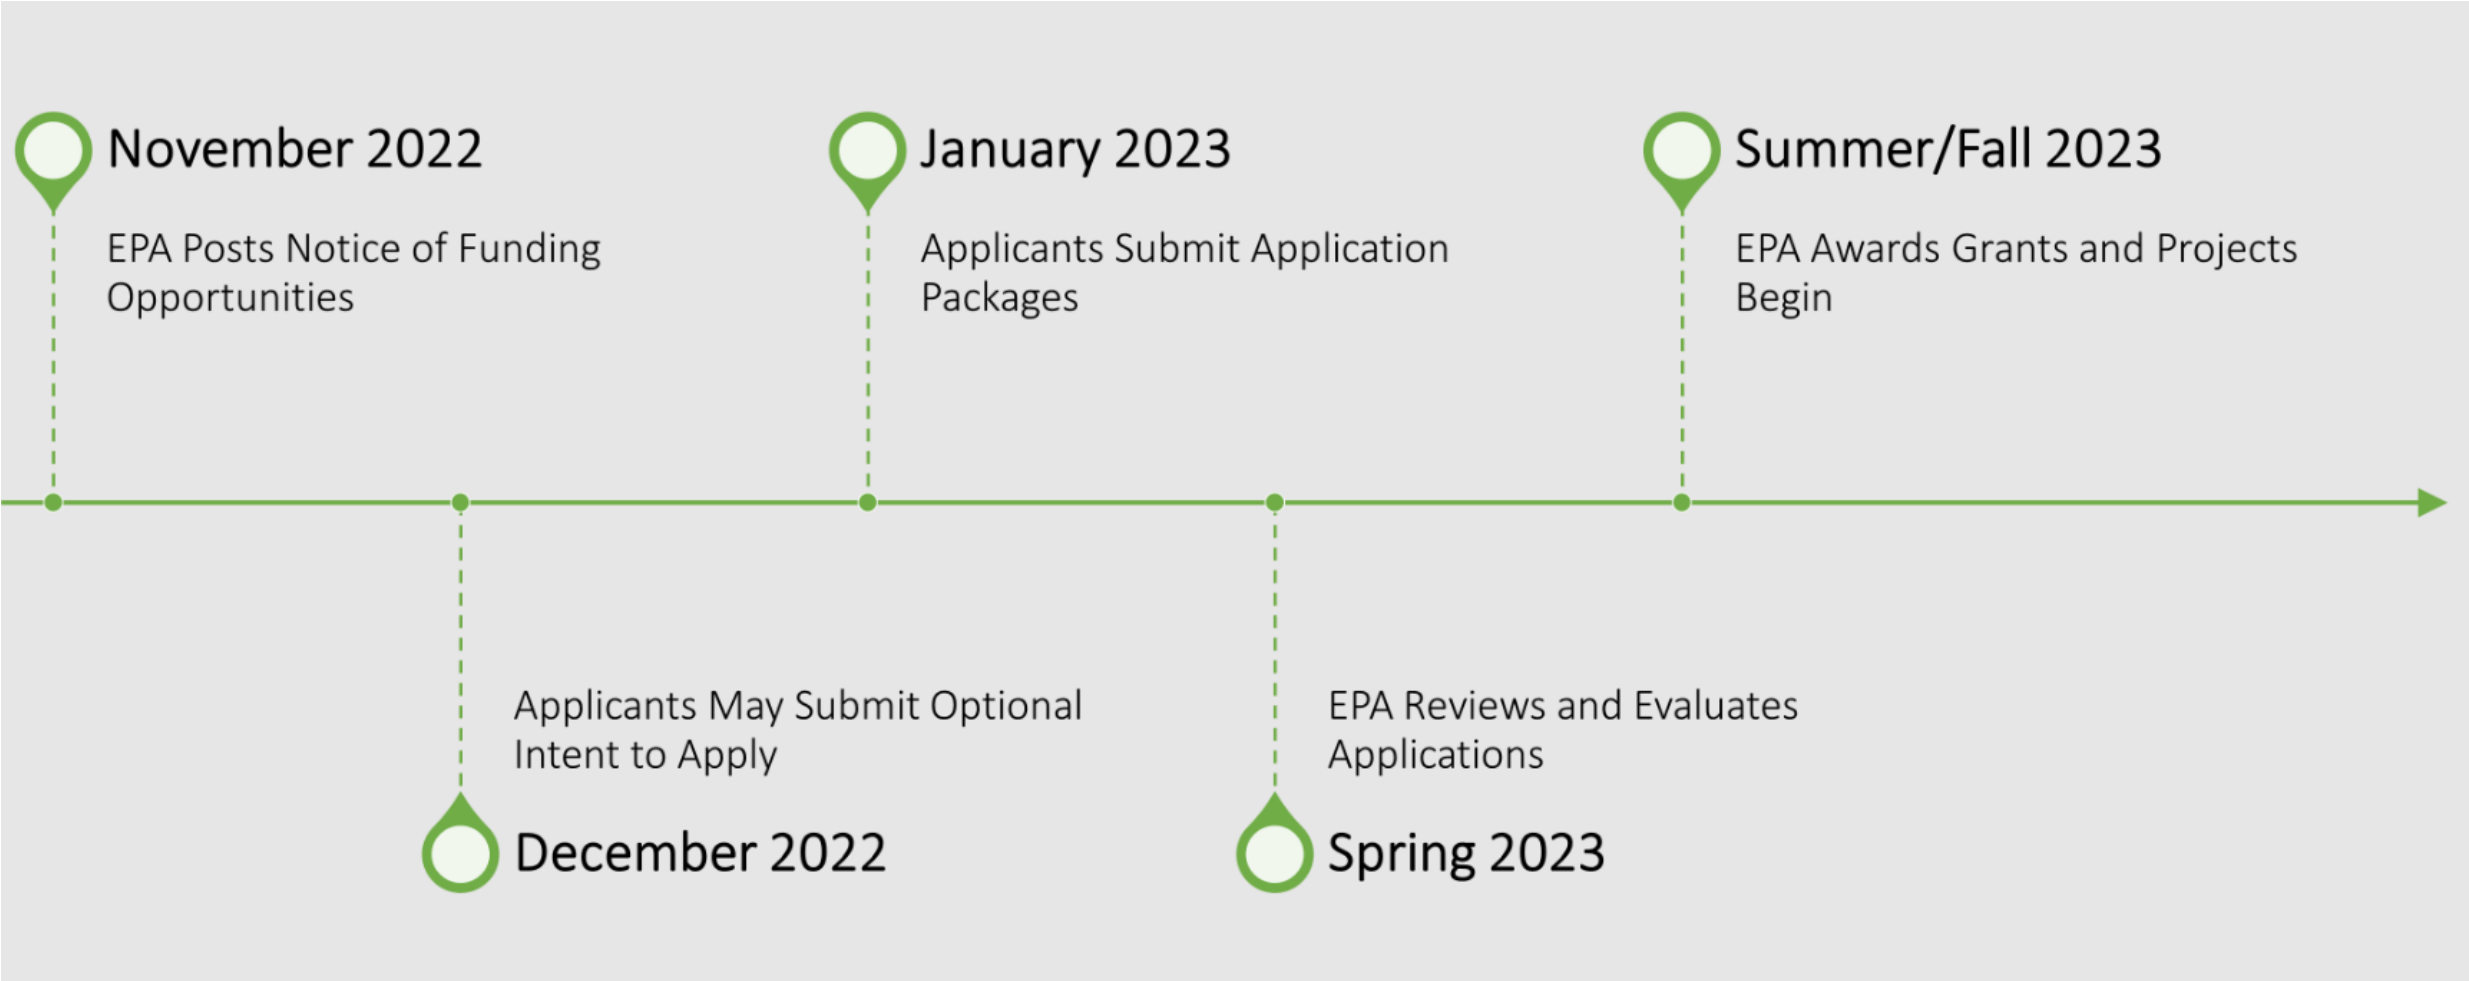 November 2022
EPA Posts Notice of Funding
Opportunities
Applicants May Submit Optional
Intent to Apply
December 2022
January 2023
Applicants Submit Application
Packages
EPA Reviews and Evaluates
Applications
Spring 2023
Summer/Fall 2023
EPA Awards Grants and Projects
Begin